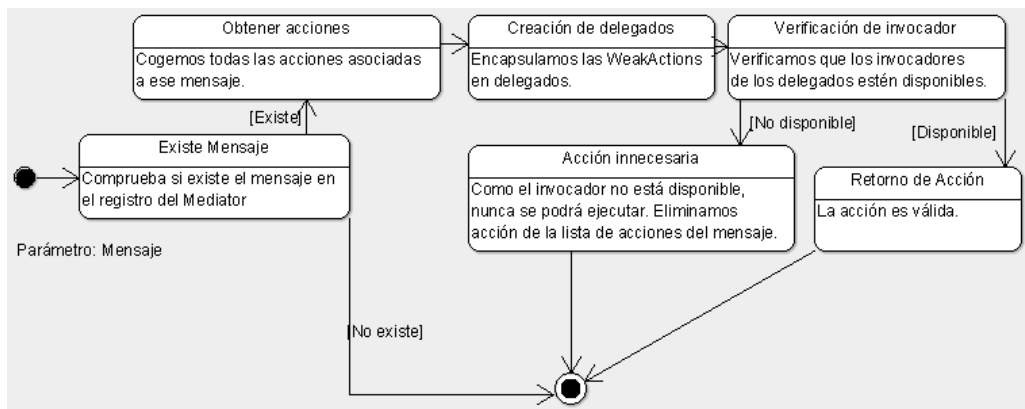 Obtener acciones
Cogemos todas las acciones asociadas
a ese mensaje.
Creación de delegados
Encapsulamos las WeakActions
en delegados.
Verificación de invocador
Verificamos que los invocadores
de los delegados estén disponibles.
[Existe]
[No disponible]
[Disponible]
Existe Mensaje
Comprueba si existe el mensaje en
el registro del Mediator
Acción innecesaria
Como el invocador no está disponible,
nunca se podrá ejecutar. Eliminamos
acción de la lista de acciones del mensaje.
Retorno de Acción
La acción es válida.
Parámetro: Mensaje
[No existe]